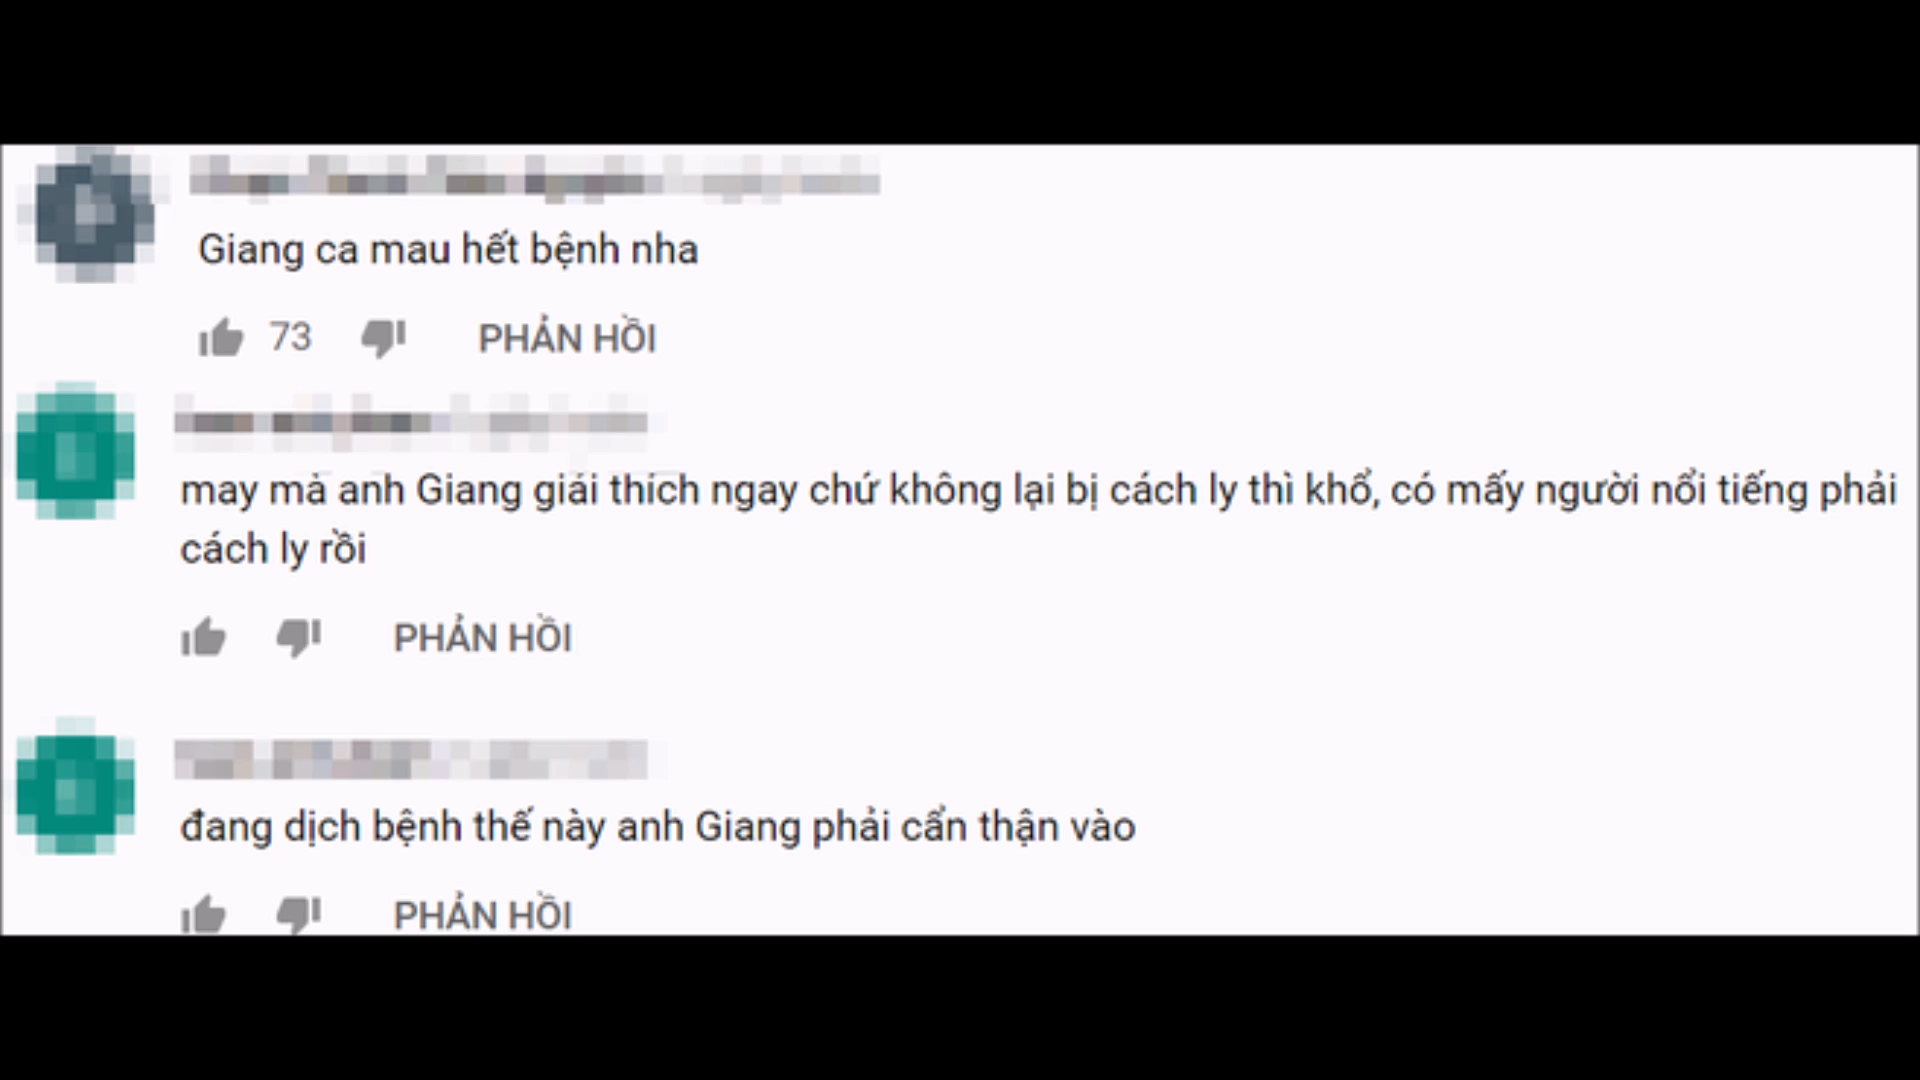 Giang ca mau hết bệnh nha
73 PHẢN HỒI
may mà anh Giang giải thích ngay chứ không lại bị cách ly thì khổ, có mấy người nổi tiếng phải
cách ly rồi
PHẢN HỒI
đang dịch bệnh thế này anh Giang phải cẩn thận vào
PHẢN HỒI